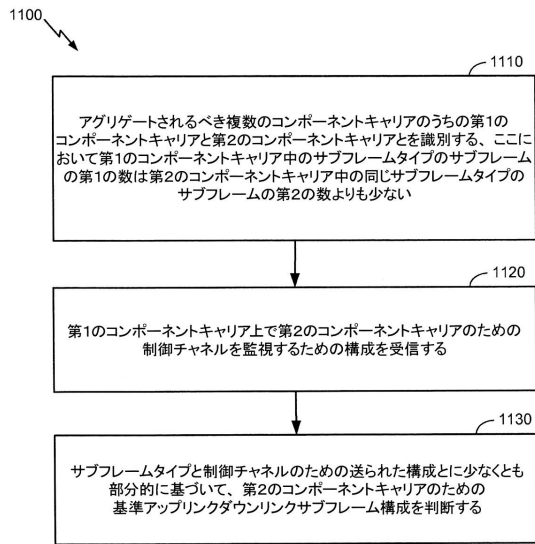 1100
1110
アグリゲートされるべき複数のコンポーネントキャリアのうちの第1の
コンポーネントキャリアと第2のコンポーネントキャリアとを識別する、ここに
おいて第1のコンポーネントキャリア中のサブフレームタイプのサブフレーム
の第1の数は第2のコンポーネントキャリア中の同じサブフレームタイプの
サブフレームの第2の数よりも少ない
1120
第1のコンポーネントキャリア上で第2のコンポーネントキャリアのための
制御チャネルを監視するための構成を受信する
1130
サブフレームタイプと制御チャネルのための送られた構成とに少なくとも
部分的に基づいて、第2のコンポーネントキャリアのための
基準アップリンクダウンリンクサブフレーム構成を判断する